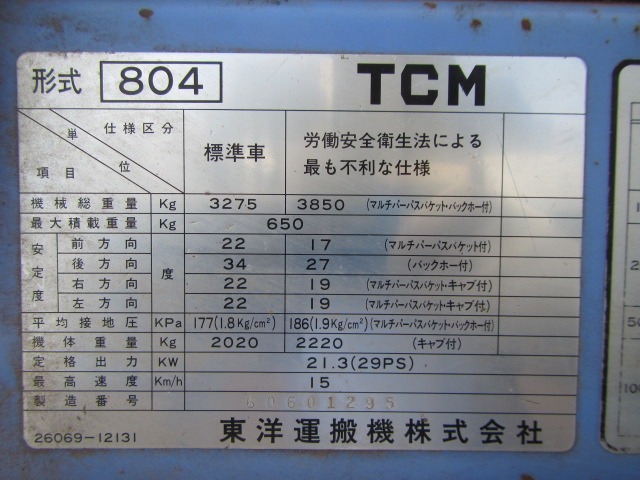 形式 804 TCM
単位 仕様区分 項目 標準車 労働安全衛生法による
最も不利な仕様
機械総重量 Kg 3275 3850 (マルチパーパスバケット・バックホー付)
最大積載重量 Kg 650
安定度 前方向 度 22 17 (マルチパーパスバケット付)
後方向 34 27 (バックホー付)
右方向 22 19 (マルチパーパスバケット・キャブ付)
左方向 22 19 (マルチパーパスバケット・キャブ付)
平均接地圧 KPa 177(1.8Kg/cm²) 186(1.9Kg/cm²) (マルチパーパスバケット・バックホー付)
機体重量 Kg 2020 2220 (キャブ付)
定格出力 KW 21.3(29PS)
最高速度 Km/h 15
製造番号 60601295
26069-12131 東洋運搬機株式会社